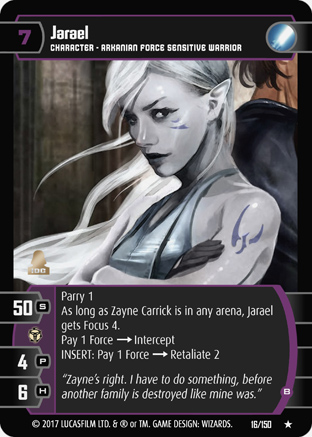 7
Jarael
CHARACTER - ARKANIAN FORCE SENSITIVE WARRIOR
50 S
4 P
6 H
Parry 1
As long as Zayne Carrick is in any arena, Jarael
gets Focus 4.
Pay 1 Force → Intercept
INSERT: Pay 1 Force → Retaliate 2
“Zayne's right. I have to do something, before
another family is destroyed like mine was.”
B
© 2017 LUCASFILM LTD. & ® or TM. GAME DESIGN: WIZARDS.
16/150 ★